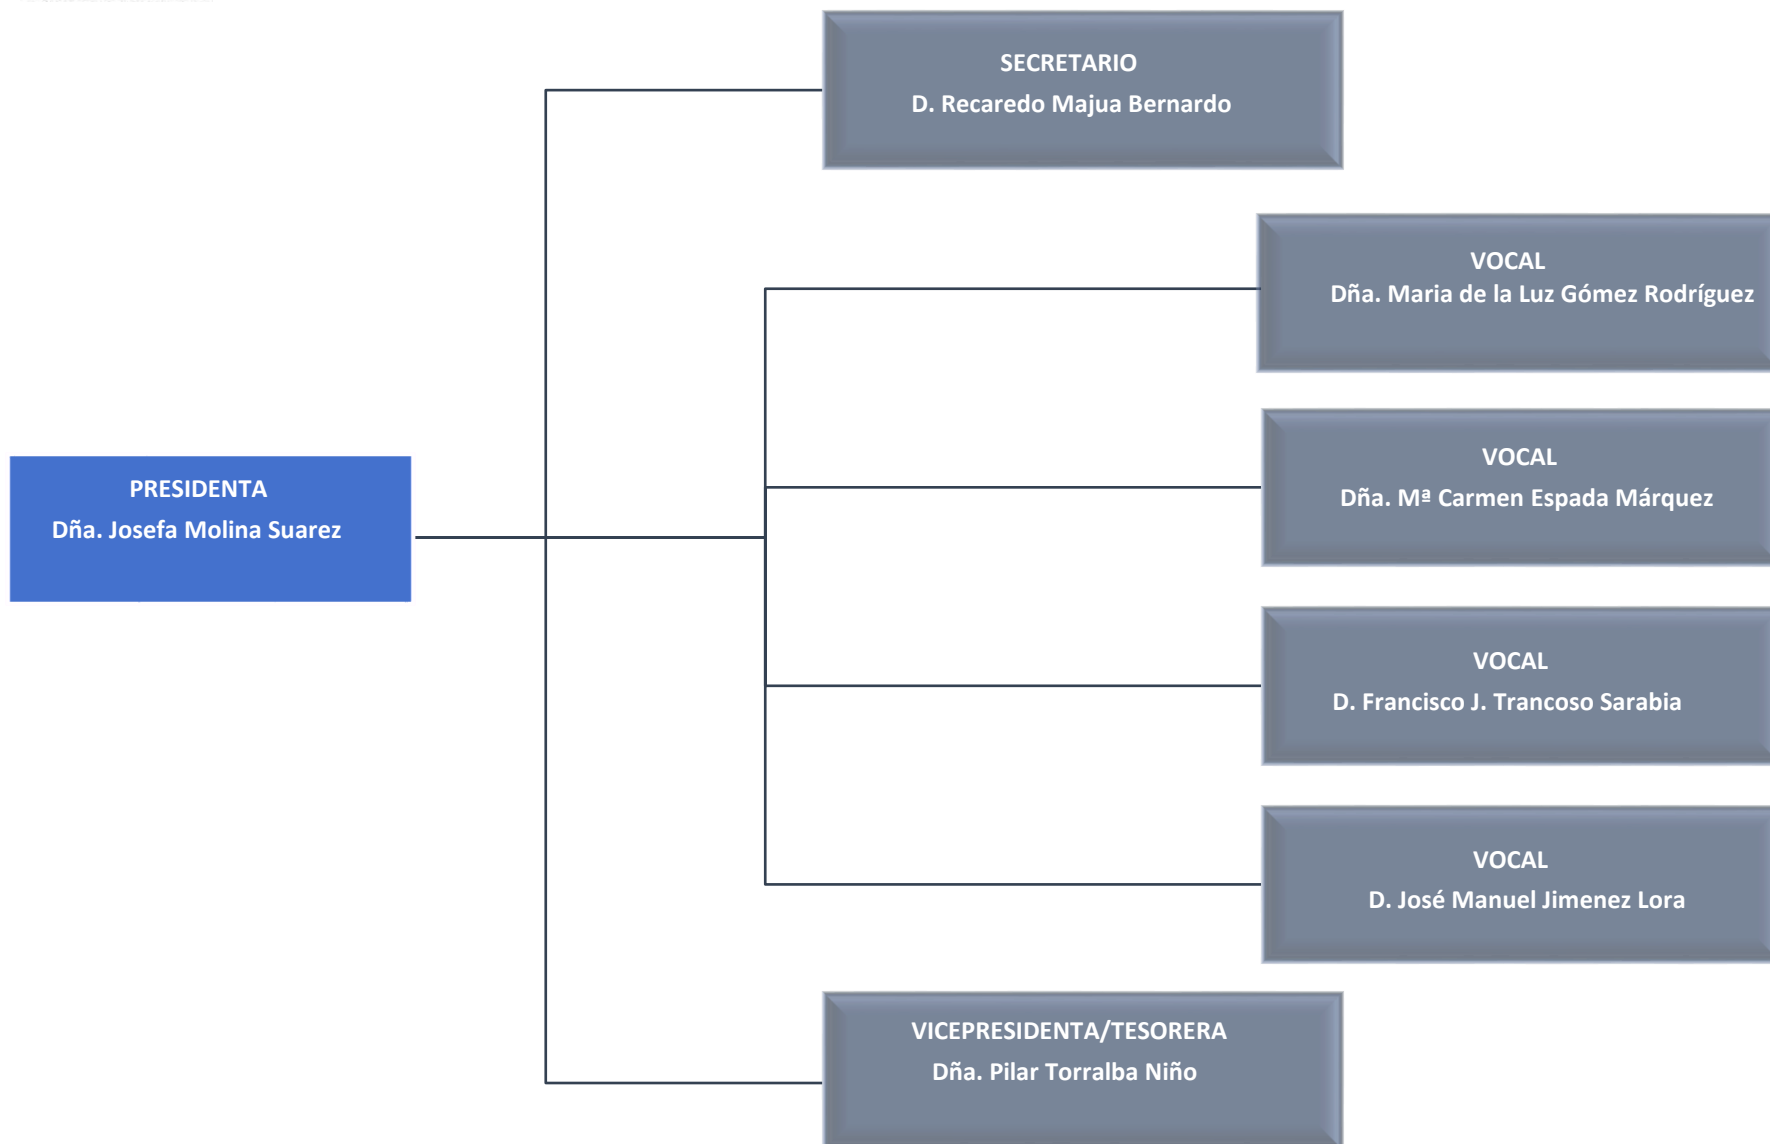 SECRETARIO
D. Recaredo Majua Bernardo
VOCAL
Dña. Maria de la Luz Gómez Rodríguez
VOCAL
Dña. Mª Carmen Espada Márquez
PRESIDENTA
Dña. Josefa Molina Suarez
VOCAL
D. Francisco J. Trancoso Sarabia
VOCAL
D. José Manuel Jimenez Lora
VICEPRESIDENTA/TESORERA
Dña. Pilar Torralba Niño